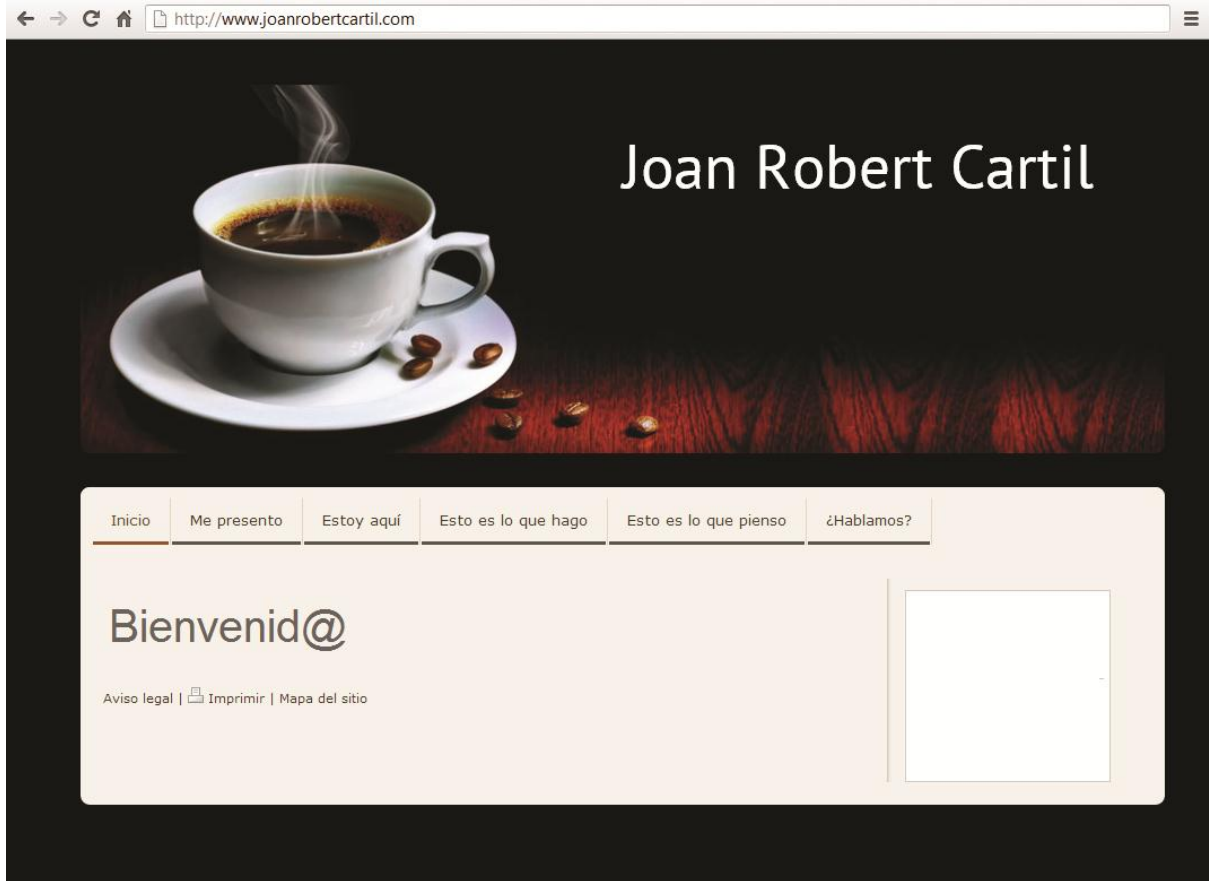 http://www.joanrobertcartil.com
Joan Robert Cartil
Inicio Me presento Estoy aquí Esto es lo que hago Esto es lo que pienso ¿Hablamos?
Bienvenid@
Aviso legal | Imprimir | Mapa del sitio